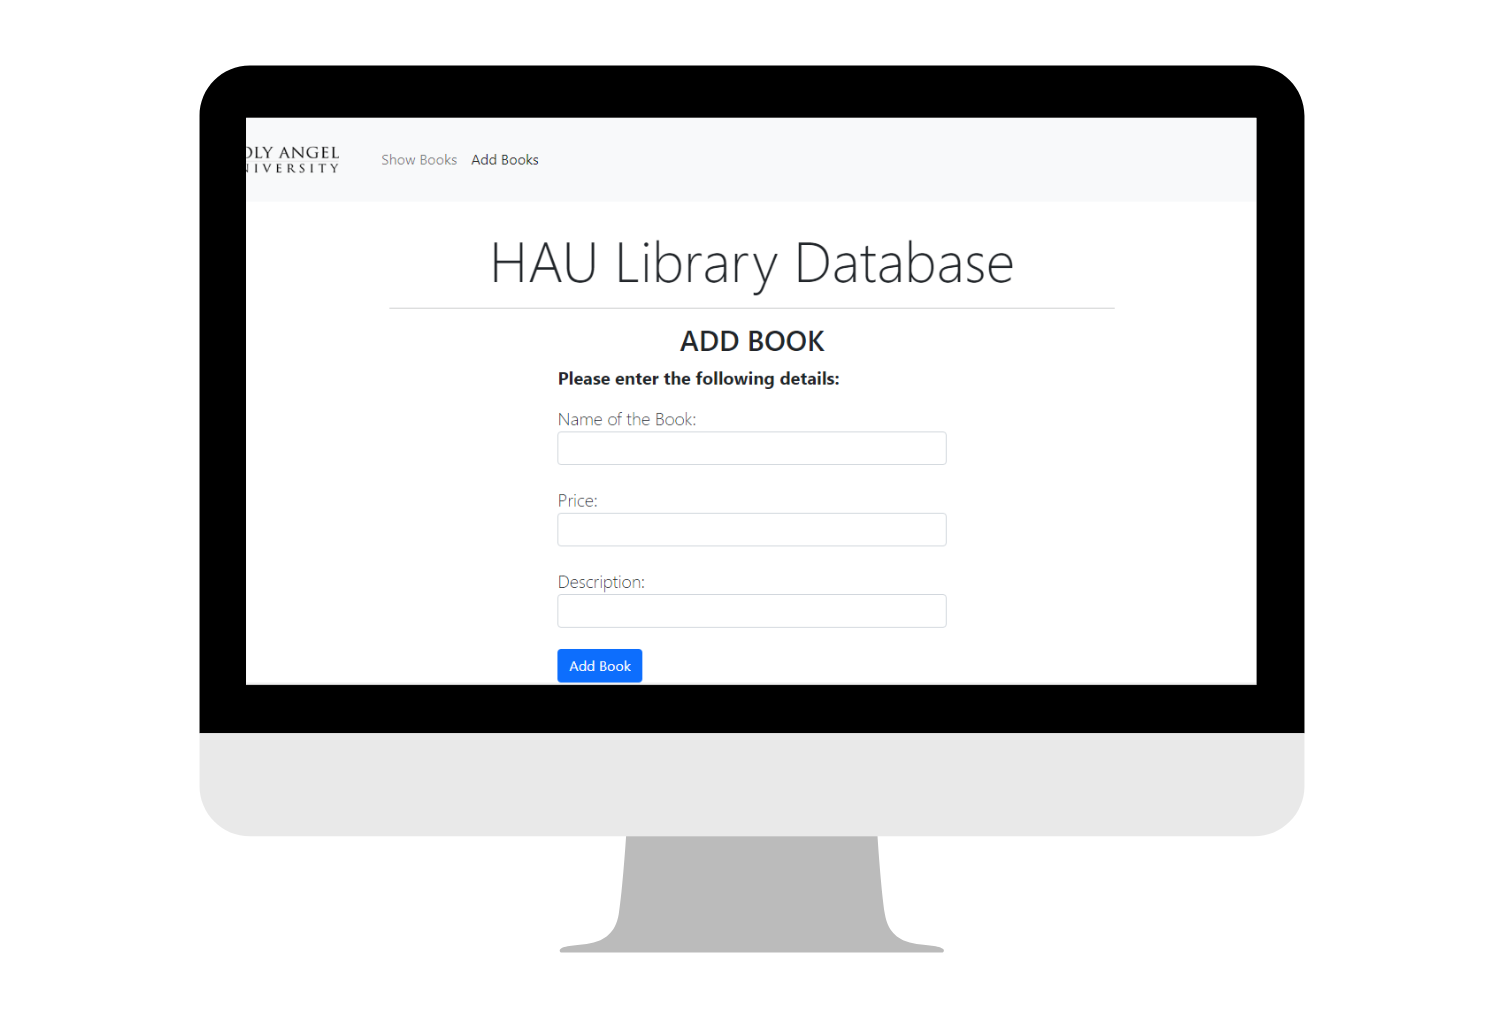 OLY ANGEL
NIVERSITY
Show Books Add Books
HAU Library Database
ADD BOOK
Please enter the following details:
Name of the Book:
Price:
Description:
Add Book